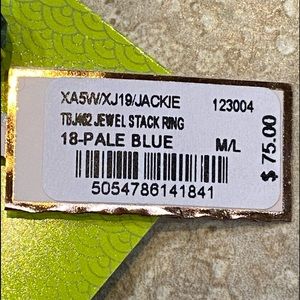 XA5W/XJ19/JACKIE 123004
TBJ462 JEWEL STACK RING
18-PALE BLUE M/L
5054786141841
$ 75.00